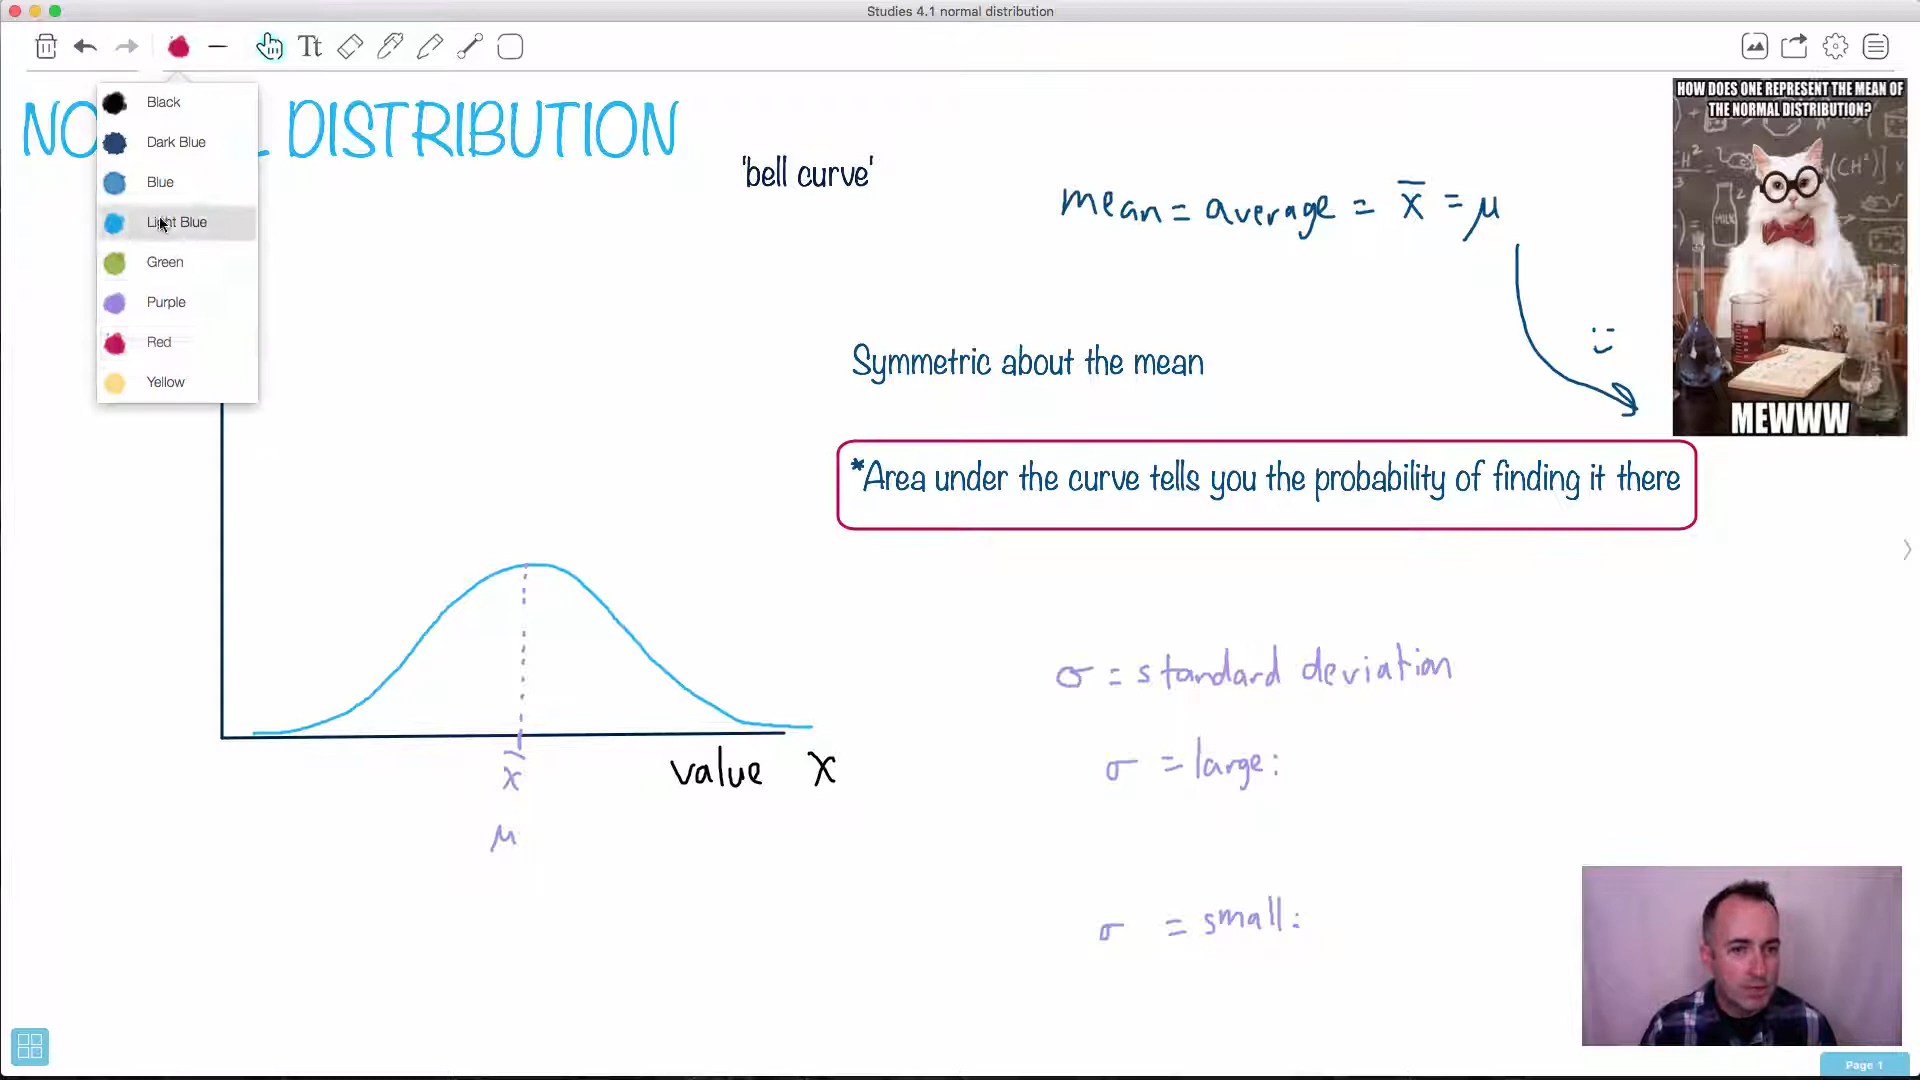 Studies 4.1 normal distribution
Tt
Black
Dark Blue
Blue
Light Blue
Green
Purple
Red
Yellow
NO L DISTRIBUTION
'bell curve'
mean = average = x̄ = μ
HOW DOES ONE REPRESENT THE MEAN OF
THE NORMAL DISTRIBUTION?
MEWWW
Symmetric about the mean
*Area under the curve tells you the probability of finding it there
σ = standard deviation
σ = large:
σ = small:
x̄
μ
value x
Page 1